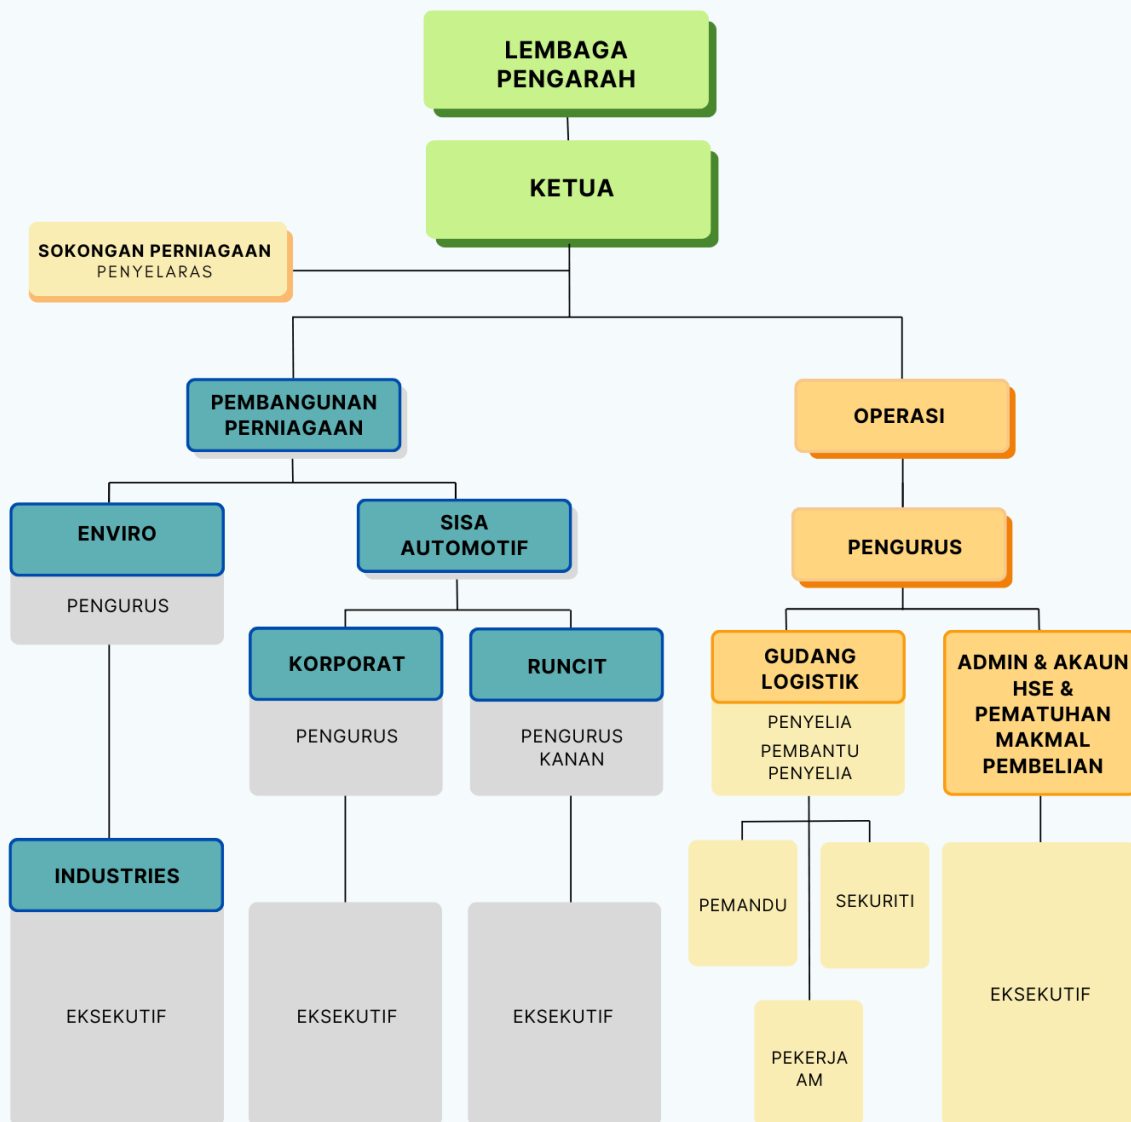 LEMBAGA
PENGARAH
KETUA
SOKONGAN PERNIAGAAN
PENYELARAS
PEMBANGUNAN
PERNIAGAAN
OPERASI
ENVIRO
PENGURUS
SISA
AUTOMOTIF
PENGURUS
KORPORAT
PENGURUS
RUNCIT
PENGURUS
KANAN
GUDANG
LOGISTIK
PENYELIA
PEMBANTU
PENYELIA
ADMIN & AKAUN
HSE &
PEMATUHAN
MAKMAL
PEMBELIAN
INDUSTRIES
EKSEKUTIF
EKSEKUTIF
EKSEKUTIF
PEMANDU
SEKURITI
PEKERJA
AM
EKSEKUTIF